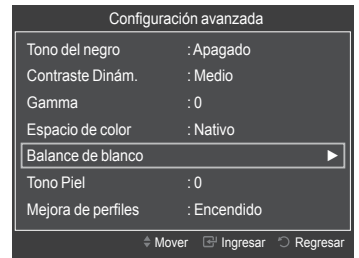 Configuración avanzada
Tono del negro : Apagado
Contraste Dinám. : Medio
Gamma : 0
Espacio de color : Nativo
Balance de blanco ►
Tono Piel : 0
Mejora de perfiles : Encendido
Mover Ingresar Regresar